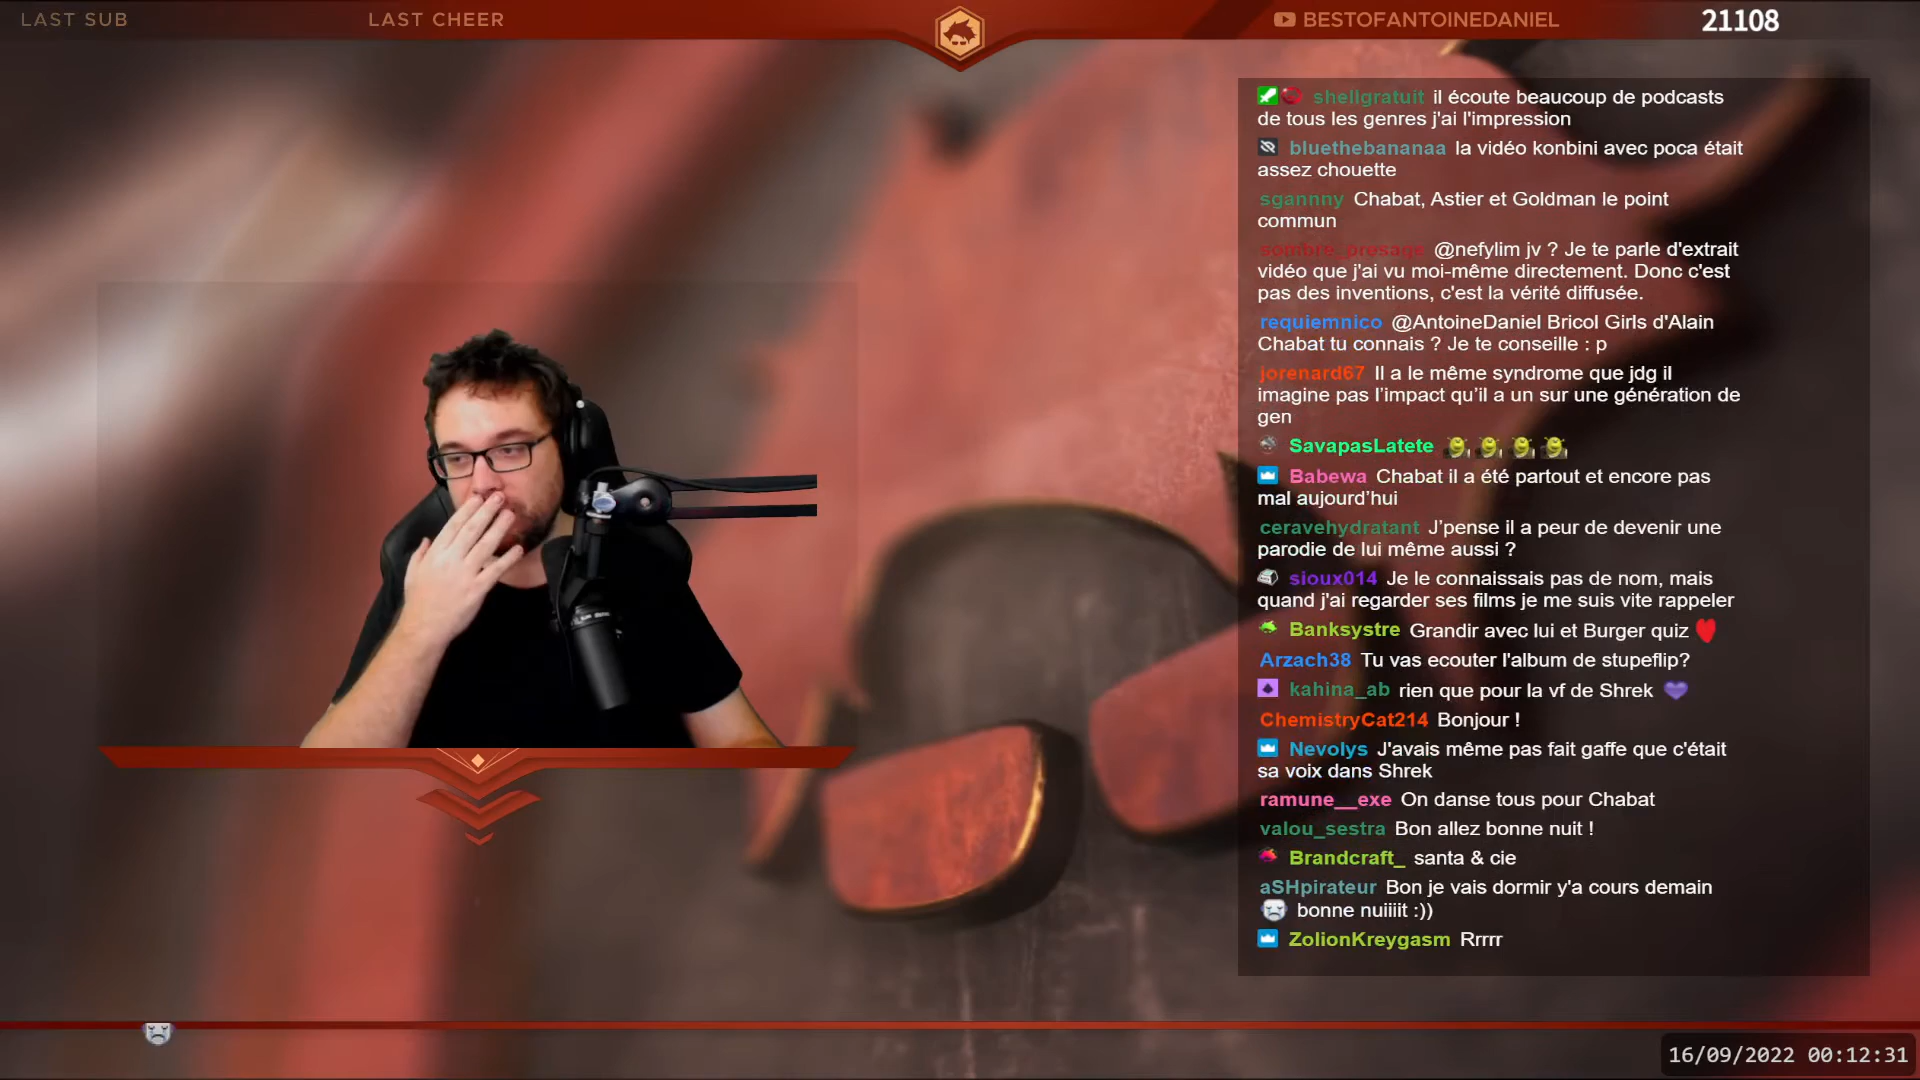 LAST SUB
LAST CHEER
BESTOFANTOINEDANIEL
21108
shellgratuit il écoute beaucoup de podcasts
de tous les genres j'ai l'impression
bluethebananaa la vidéo konbini avec poca était
assez chouette
sgannny Chabat, Astier et Goldman le point
commun
sombre_presage @nefylim jv ? Je te parle d'extrait
vidéo que j'ai vu moi-même directement. Donc c'est
pas des inventions, c'est la vérité diffusée.
requiemnico @AntoineDaniel Bricol Girls d'Alain
Chabat tu connais ? Je te conseille : p
jorenard67 Il a le même syndrome que jdg il
imagine pas l’impact qu’il a un sur une génération de
gen
SavapasLatete
Babewa Chabat il a été partout et encore pas
mal aujourd’hui
ceravehydratant J’pense il a peur de devenir une
parodie de lui même aussi ?
sioux014 Je le connaissais pas de nom, mais
quand j'ai regarder ses films je me suis vite rappeler
Banksystre Grandir avec lui et Burger quiz
Arzach38 Tu vas ecouter l'album de stupeflip?
kahina_ab rien que pour la vf de Shrek
ChemistryCat214 Bonjour !
Nevolys J'avais même pas fait gaffe que c'était
sa voix dans Shrek
ramune__exe On danse tous pour Chabat
valou_sestra Bon allez bonne nuit !
Brandcraft_ santa & cie
aSHpirateur Bon je vais dormir y'a cours demain
bonne nuiiiit :))
ZolionKreygasm Rrrrr
16/09/2022 00:12:31